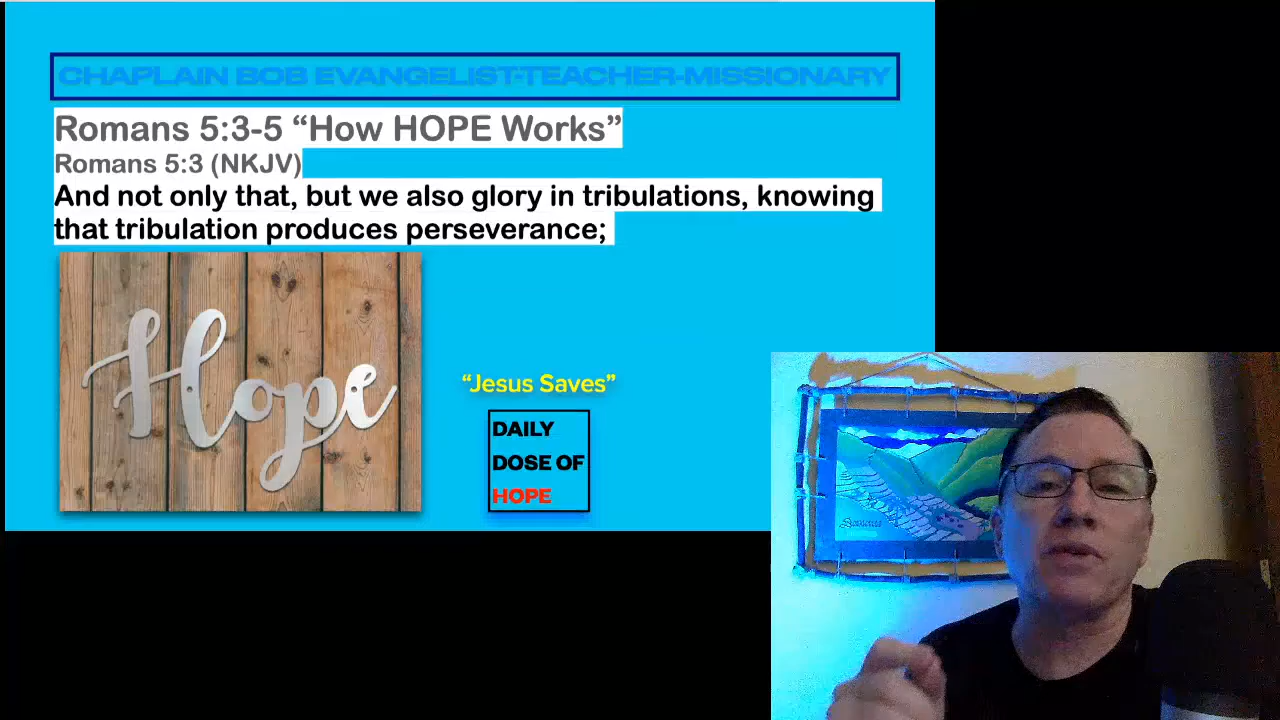 CHAPLAIN BOB EVANGELIST-TEACHER-MISSIONARY
Romans 5:3-5 “How HOPE Works”
Romans 5:3 (NKJV)
And not only that, but we also glory in tribulations, knowing
that tribulation produces perseverance;
Hope
“Jesus Saves”
DAILY
DOSE OF
HOPE